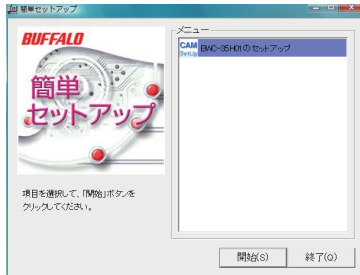 簡単セットアップ
BUFFALO
簡単
セットアップ
項目を選択して、「開始」ボタンを
クリックしてください。
メニュー
CAM
SetUp
BWC-35H01のセットアップ
開始(S)
終了(Q)